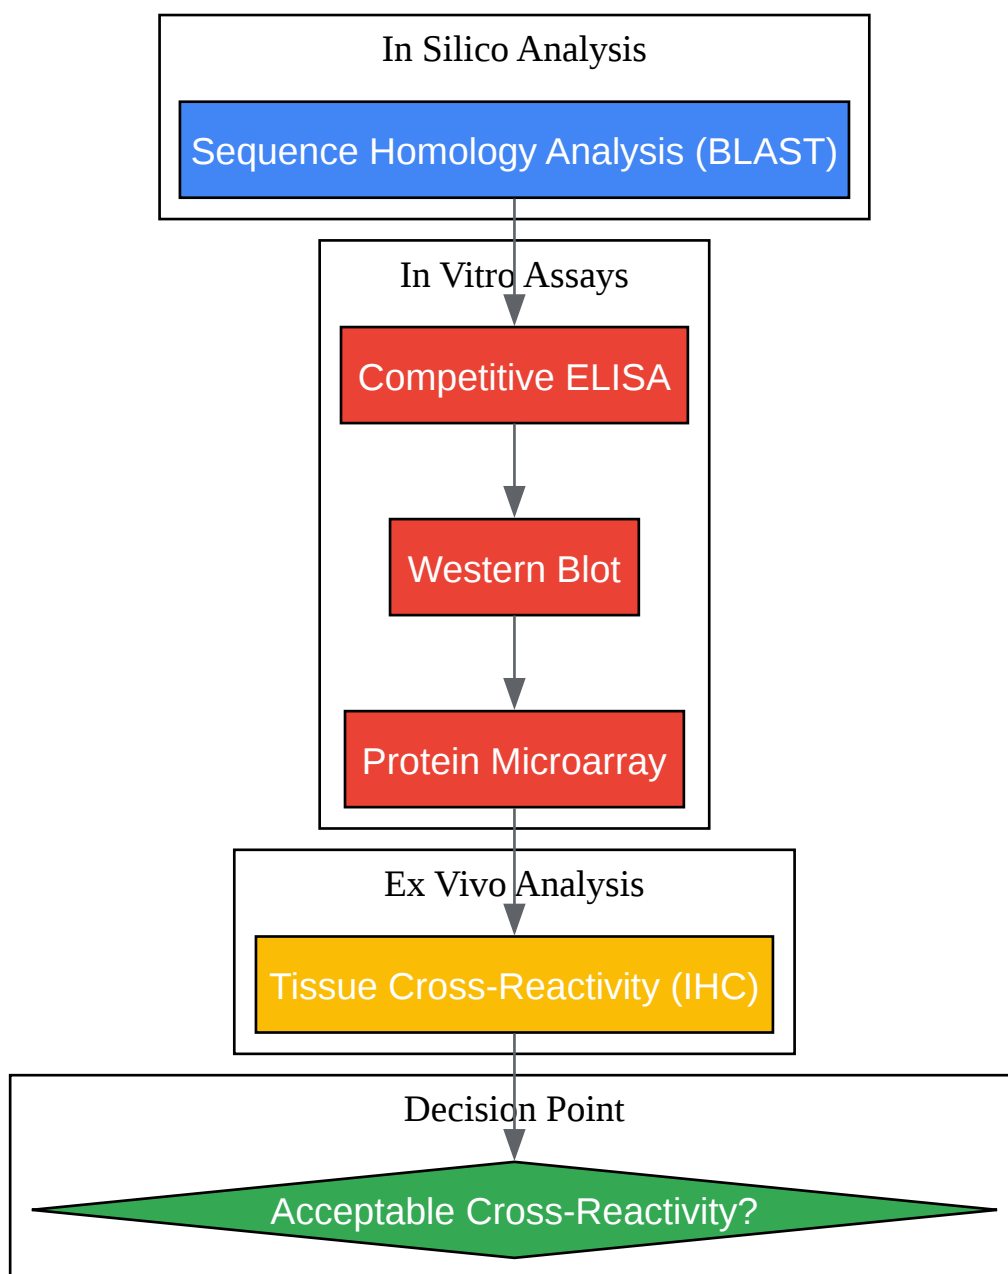 In Silico Analysis
Sequence Homology Analysis (BLAST)
In Vitro Assays
Competitive ELISA
Western Blot
Protein Microarray
Ex Vivo Analysis
Tissue Cross-Reactivity (IHC)
Decision Point
Acceptable Cross-Reactivity?